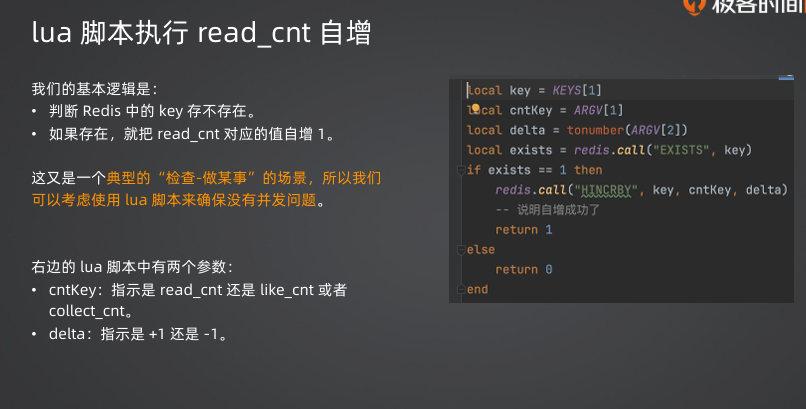 极客时间
lua 脚本执行 read_cnt 自增
我们的基本逻辑是：
• 判断 Redis 中的 key 存不存在。
• 如果存在，就把 read_cnt 对应的值自增 1。
这又是一个典型的“检查-做某事”的场景，所以我们
可以考虑使用 lua 脚本来确保没有并发问题。
右边的 lua 脚本中有两个参数：
• cntKey：指示是 read_cnt 还是 like_cnt 或者
collect_cnt。
• delta：指示是 +1 还是 -1。
local key = KEYS[1]
local cntKey = ARGV[1]
local delta = tonumber(ARGV[2])
local exists = redis.call("EXISTS", key)
if exists == 1 then
    redis.call("HINCRBY", key, cntKey, delta)
    -- 说明自增成功了
    return 1
else
    return 0
end